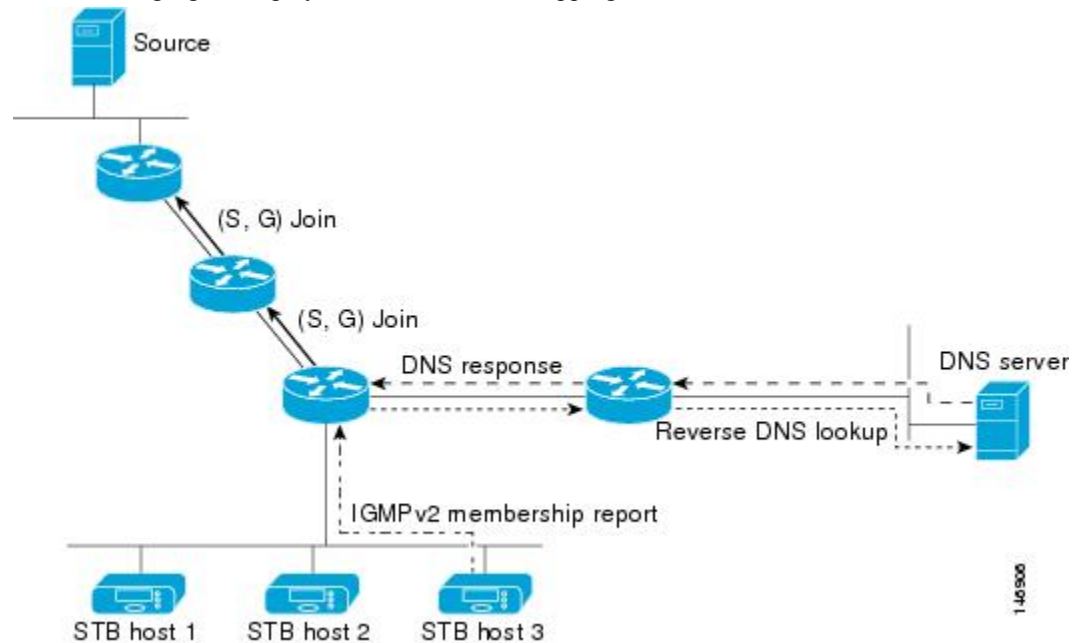 Source
(S, G) Join
(S, G) Join
DNS response
DNS server
Reverse DNS lookup
IGMPv2 membership report
STB host 1
STB host 2
STB host 3
146906